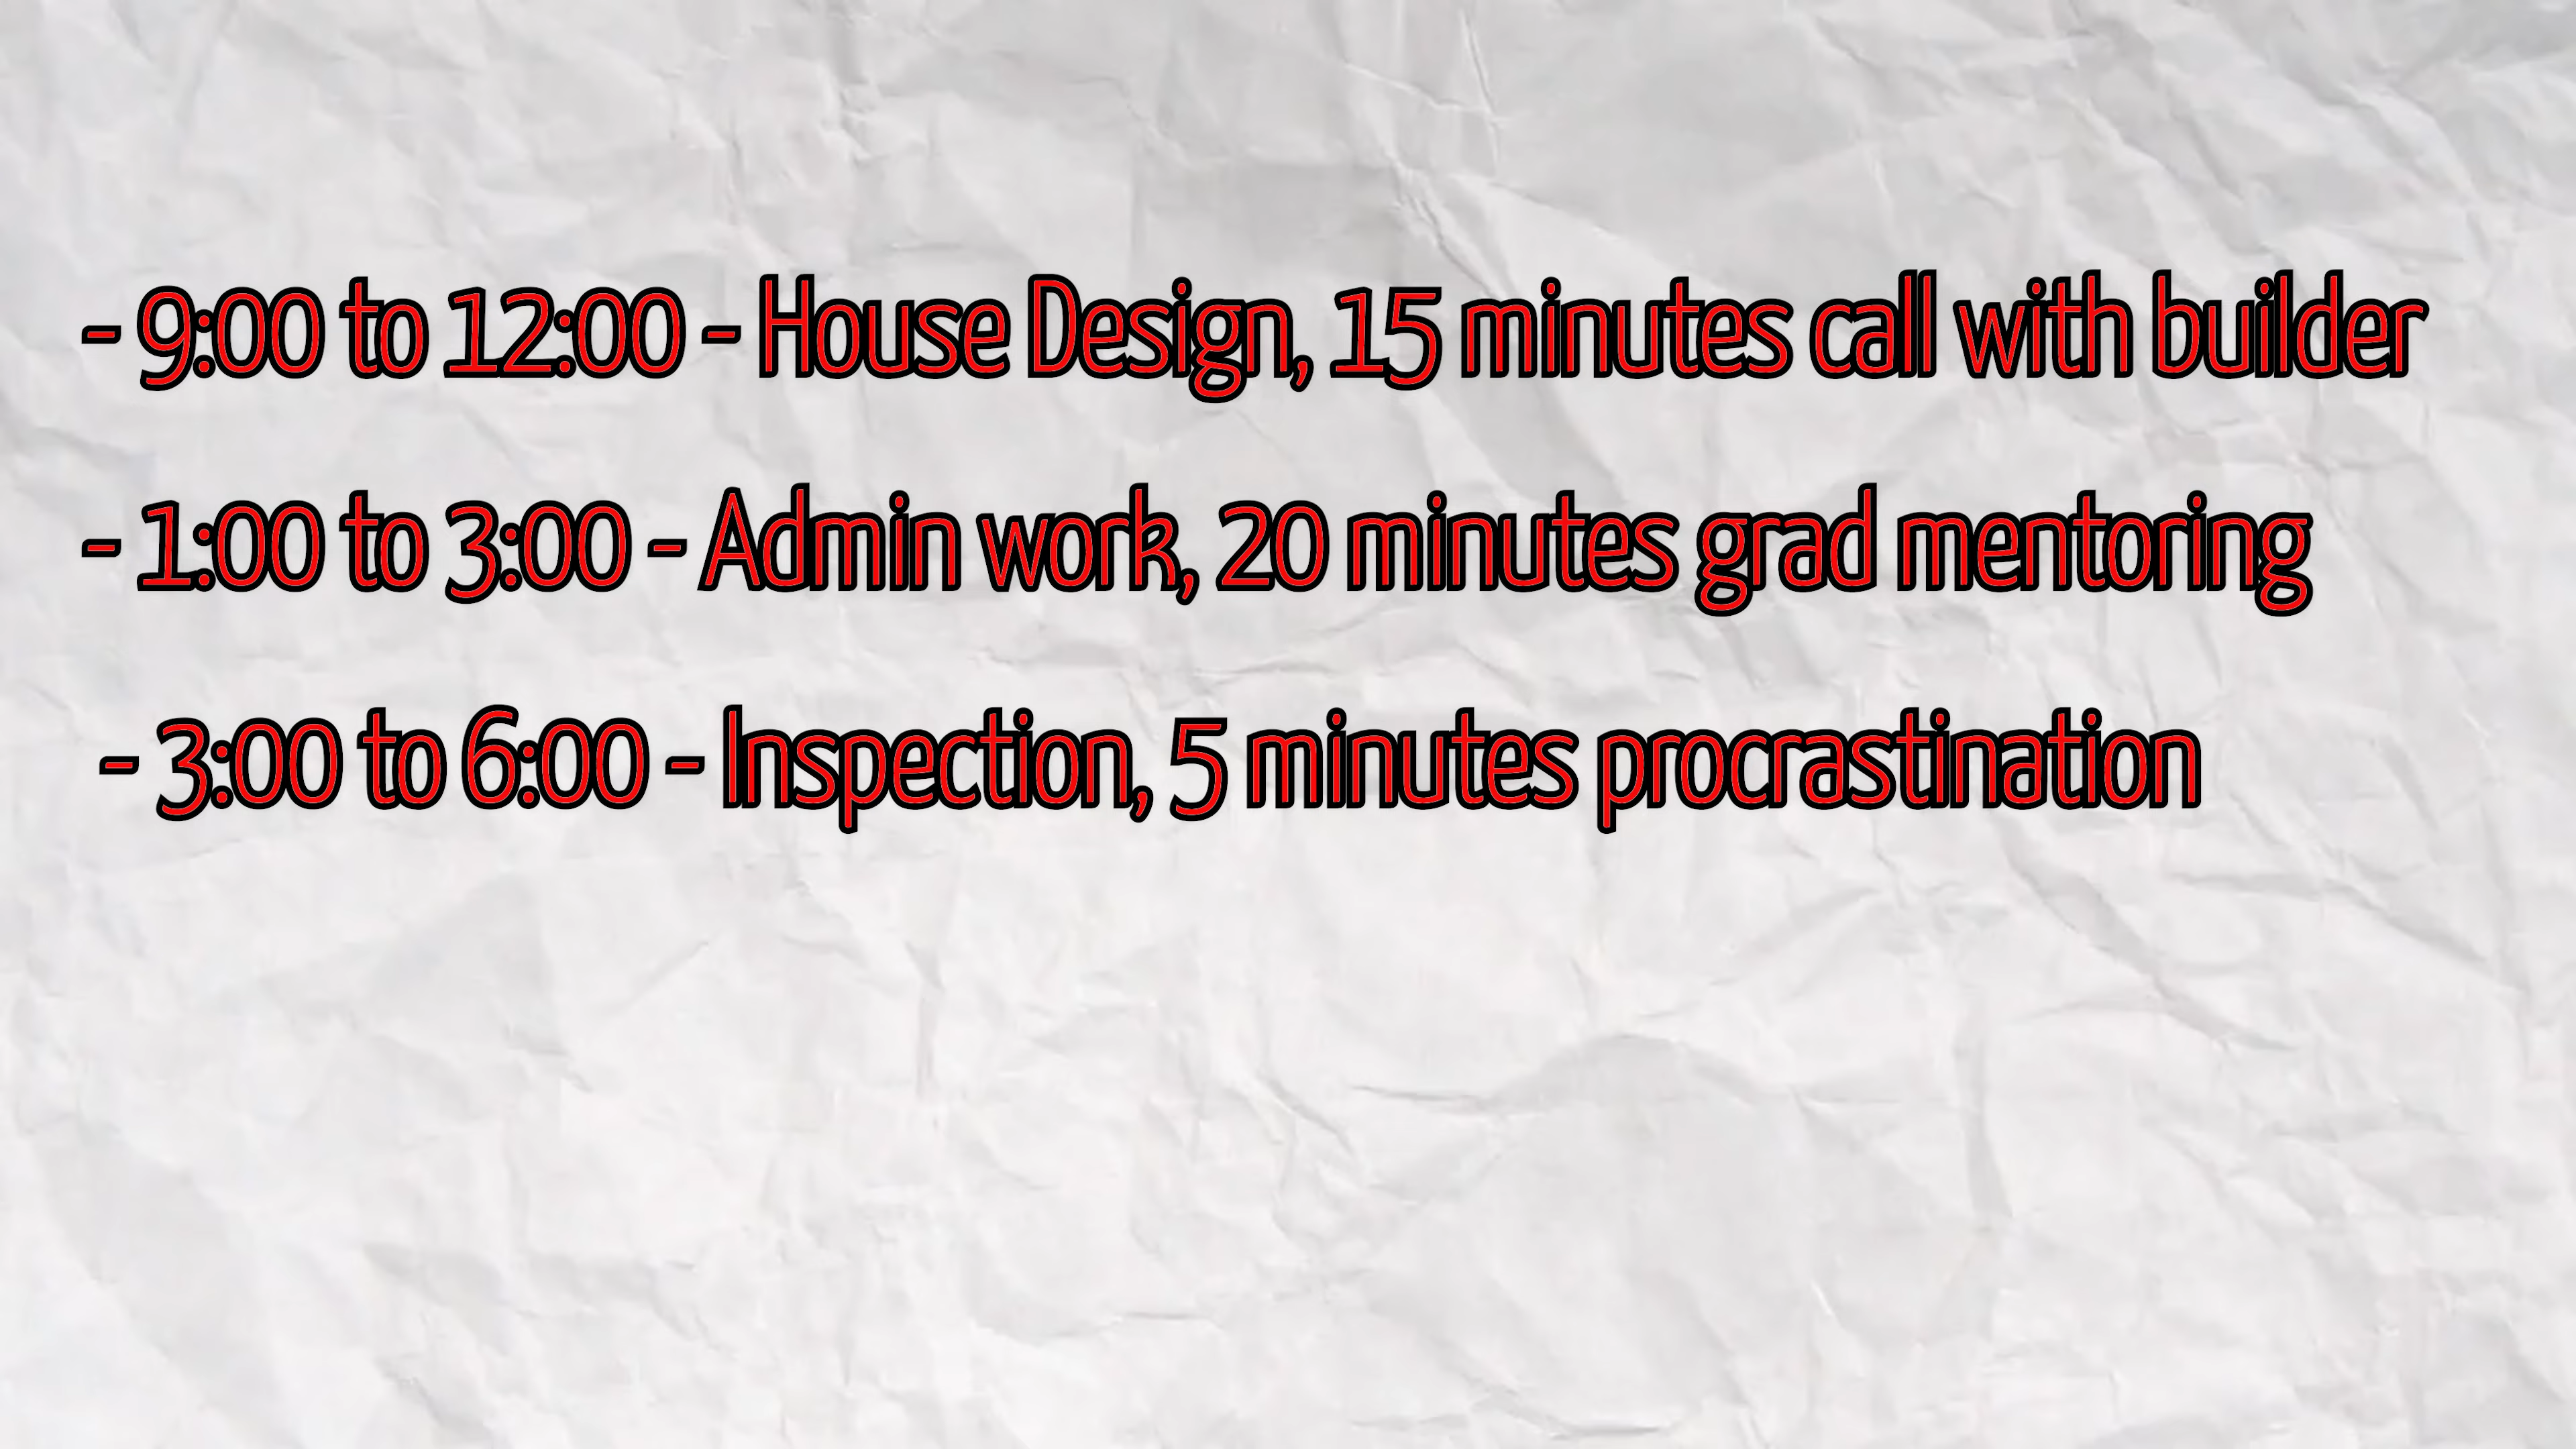 - 9:00 to 12:00 - House Design, 15 minutes call with builder
- 1:00 to 3:00 - Admin work, 20 minutes grad mentoring
- 3:00 to 6:00 - Inspection, 5 minutes procrastination